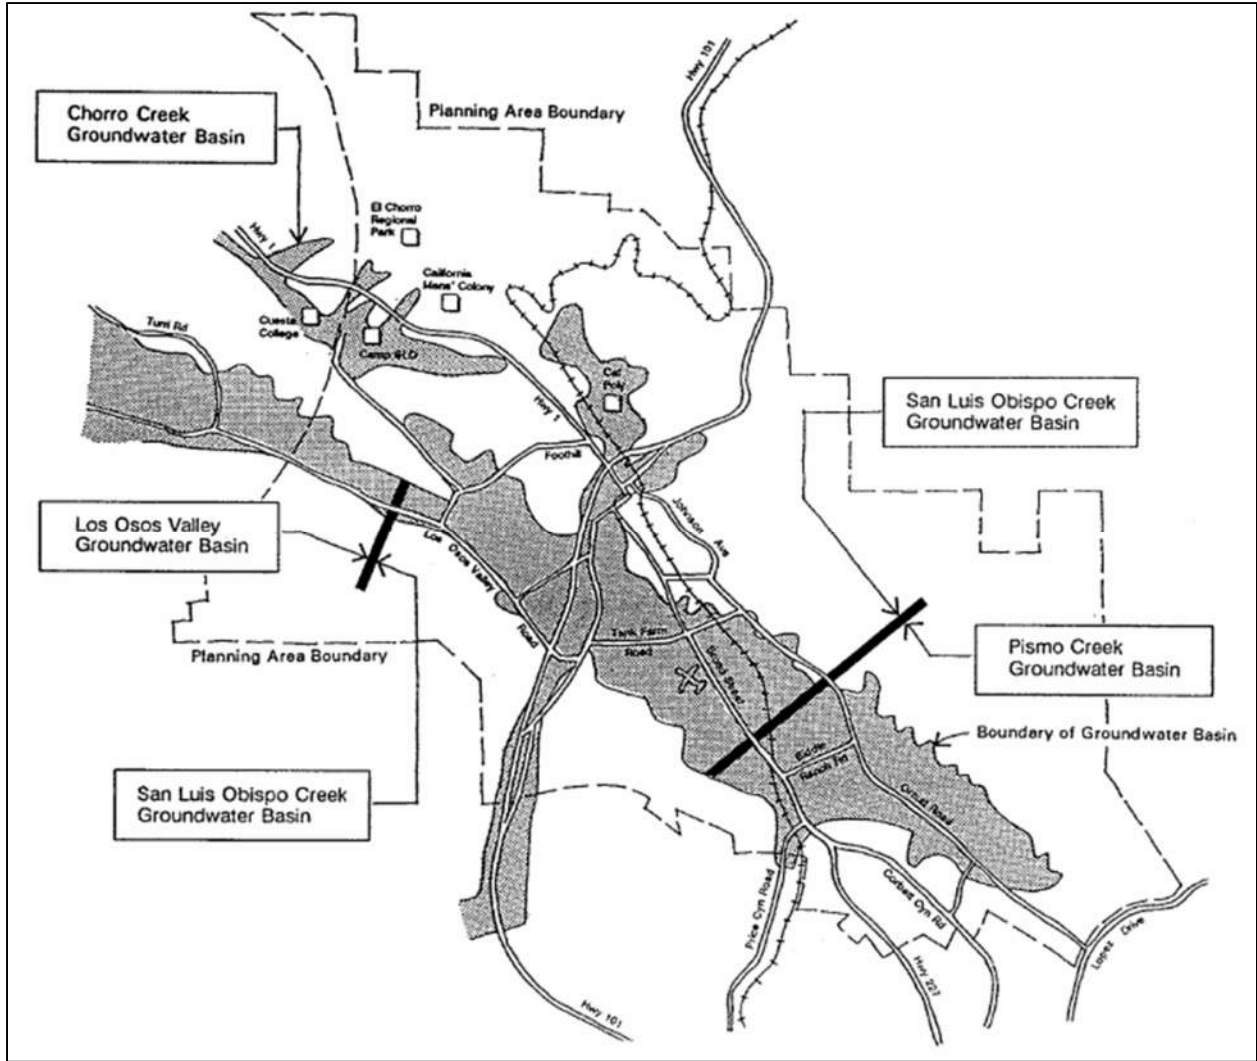 Hwy 101
Planning Area Boundary
Chorro Creek
Groundwater Basin
El Chorro
Regional
Park
Hwy 1
California
Mens' Colony
Cuesta
College
Camp SLO
Turri Rd
Cal
Poly
Hwy 1
San Luis Obispo Creek
Groundwater Basin
Foothill
Johnson Ave
Los Osos Valley
Groundwater Basin
Los Osos Valley Road
Tank Farm
Road
Broad Street
Planning Area Boundary
Pismo Creek
Groundwater Basin
Boundary of Groundwater Basin
Ranch Rd
San Luis Obispo Creek
Groundwater Basin
Orcutt Road
Price Cyn Road
Corbett Cyn Rd
Lopez Drive
Hwy 227
Hwy 101